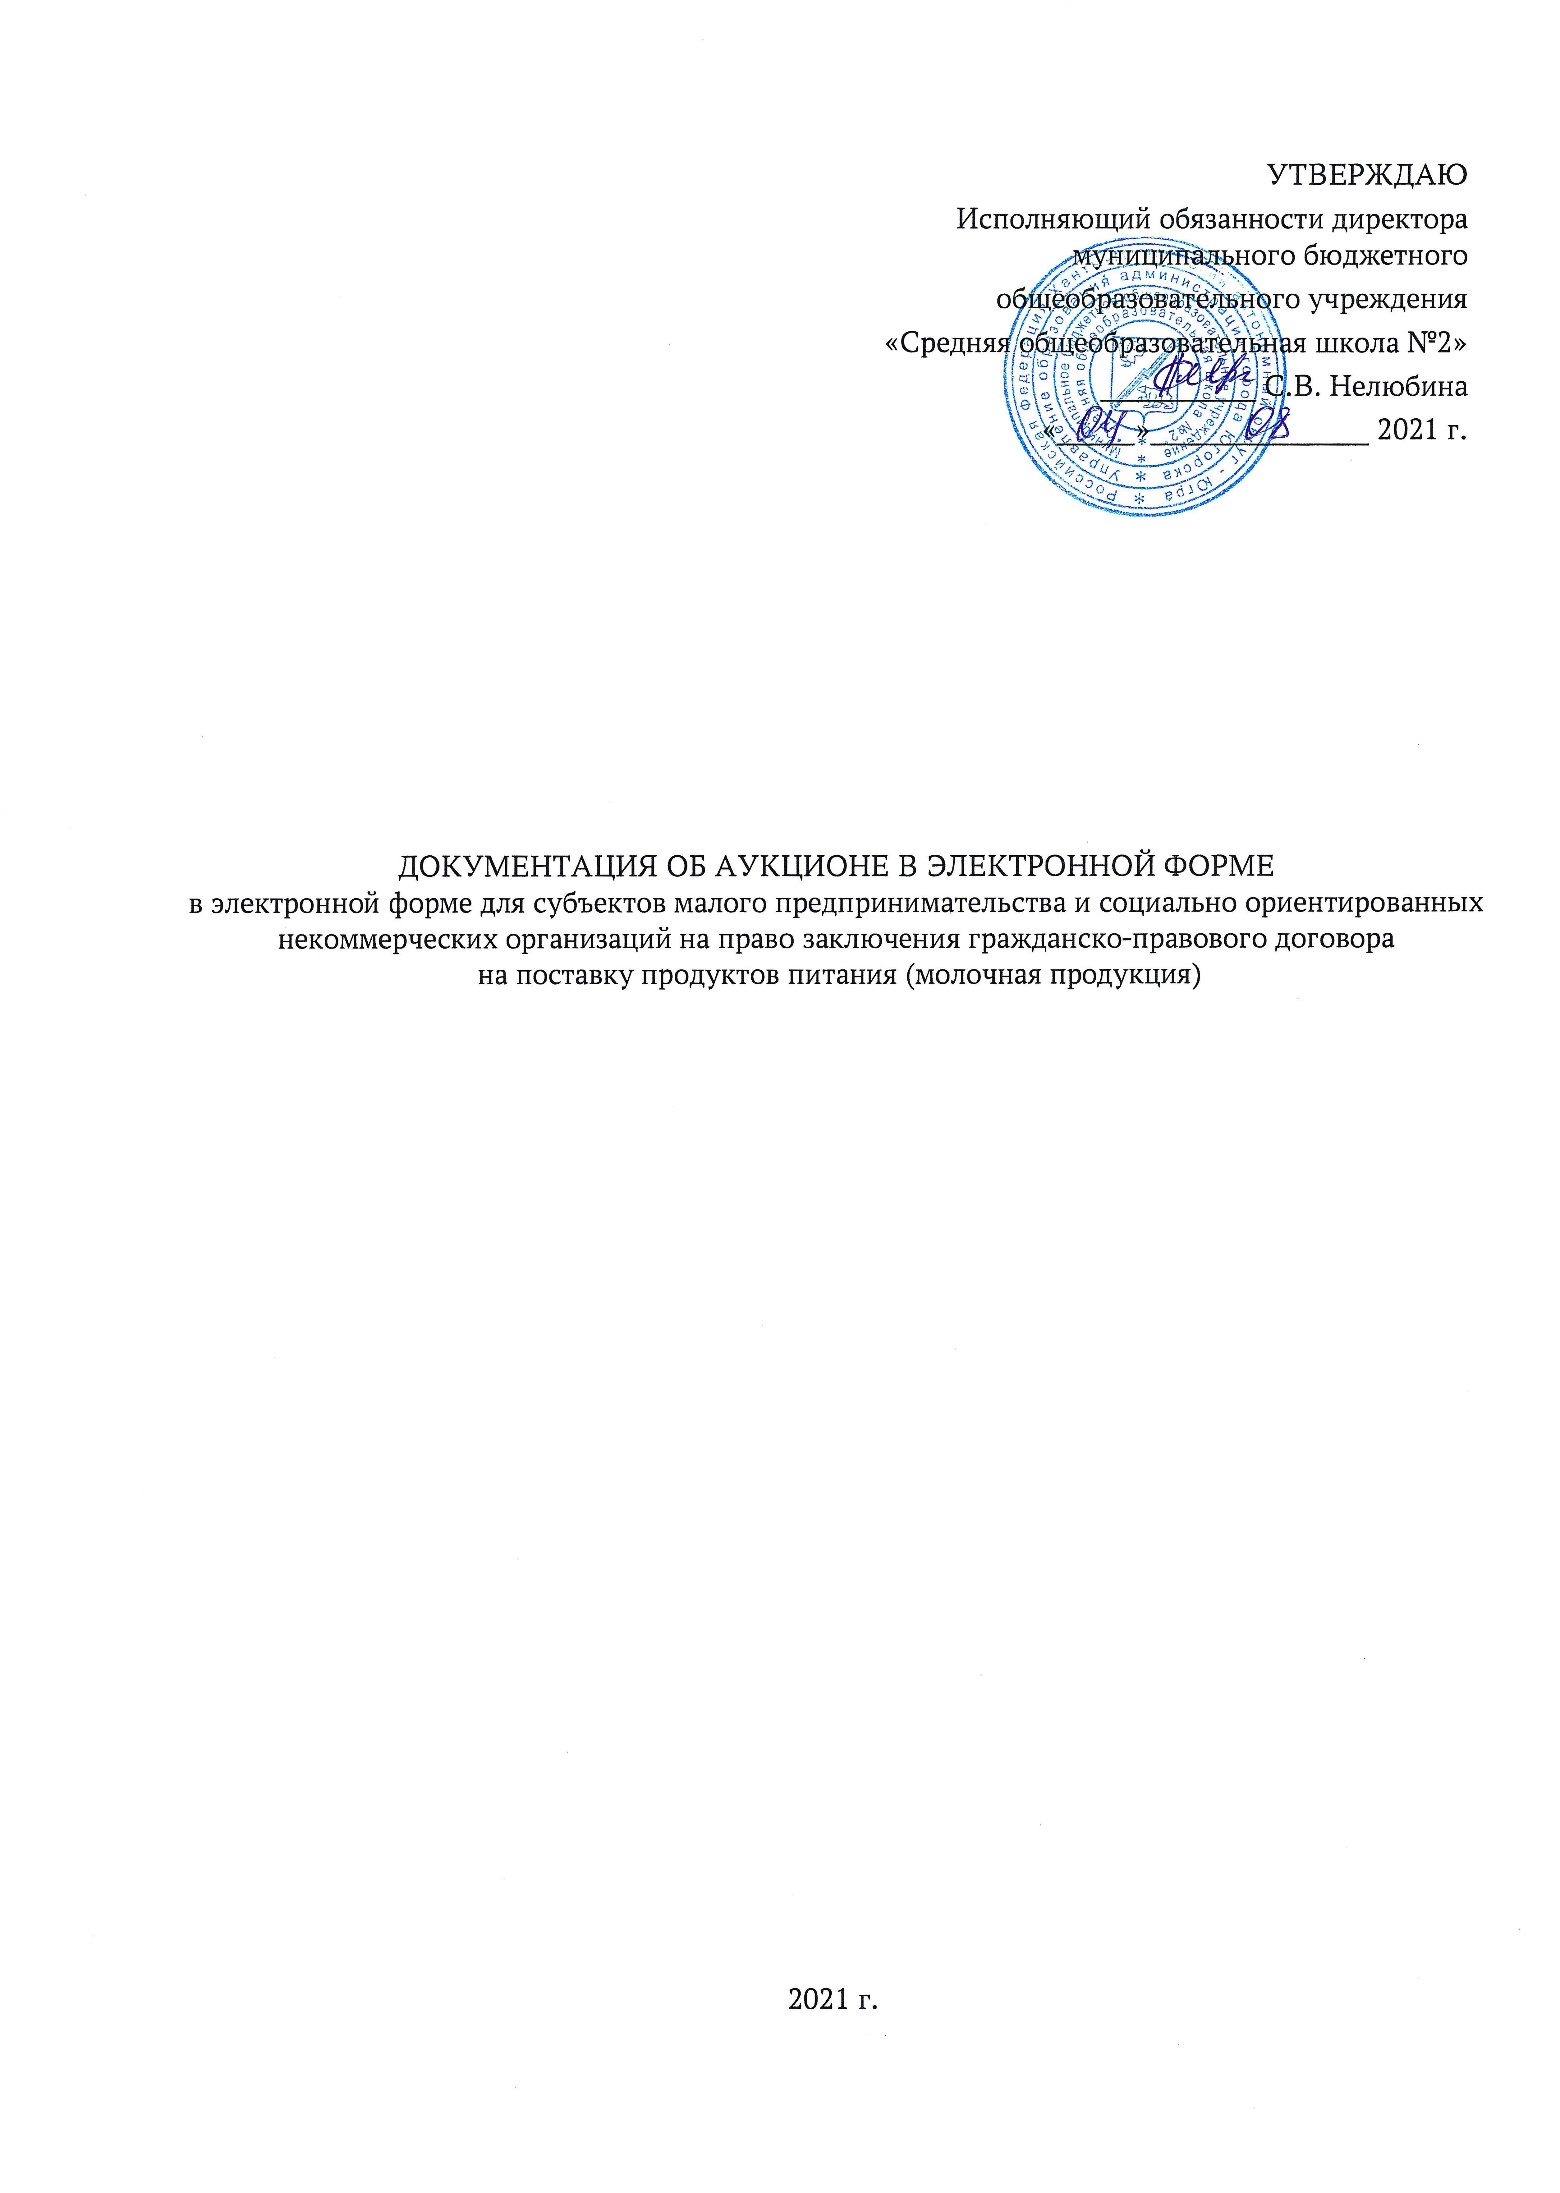 УТВЕРЖДАЮ
Исполняющий обязанности директора
муниципального бюджетного
общеобразовательного учреждения
«Средняя общеобразовательная школа №2»
С.В. Нелюбина
«04» 08 2021 г.
ДОКУМЕНТАЦИЯ ОБ АУКЦИОНЕ В ЭЛЕКТРОННОЙ ФОРМЕ
в электронной форме для субъектов малого предпринимательства и социально ориентированных
некоммерческих организаций на право заключения гражданско-правового договора
на поставку продуктов питания (молочная продукция)
2021 г.